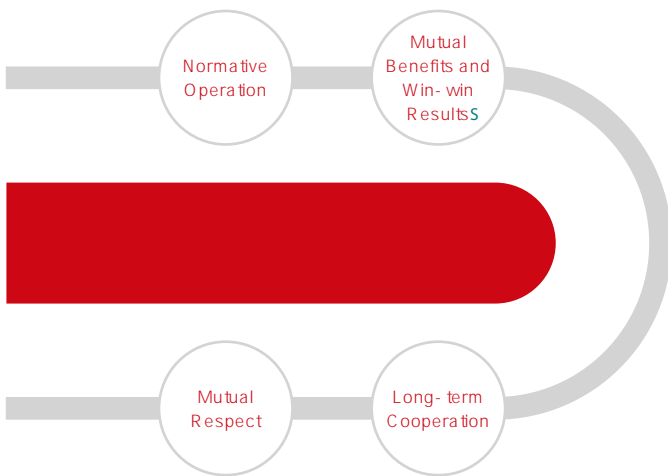 Normative
Operation
Mutual
Benefits and
Win-win
ResultsS
Mutual
Respect
Long-term
Cooperation